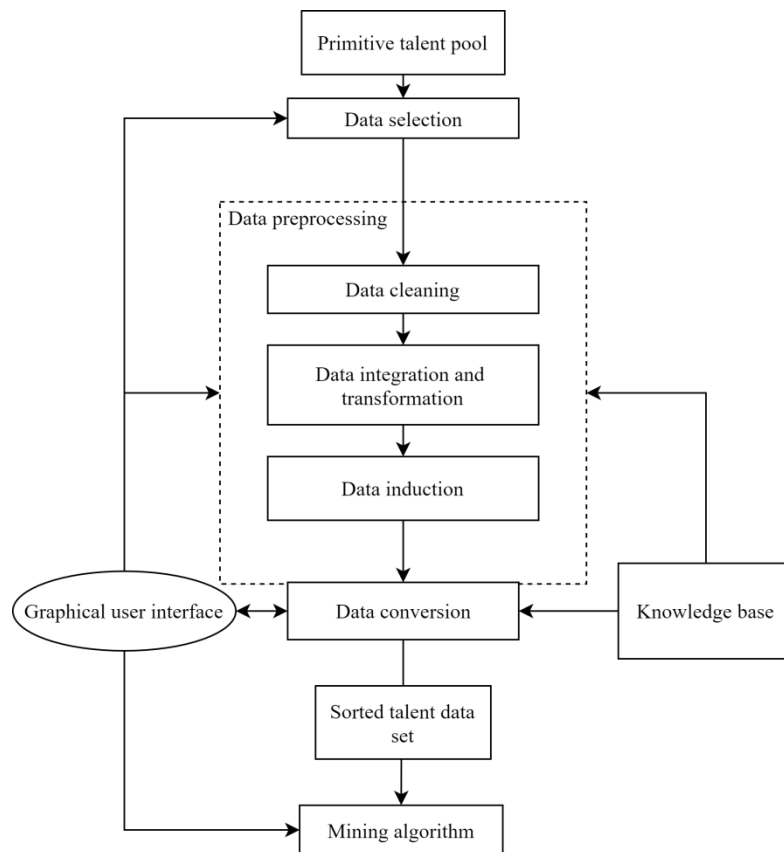 Primitive talent pool
Data selection
Data preprocessing
Data cleaning
Data integration and
transformation
Data induction
Graphical user interface
Data conversion
Knowledge base
Sorted talent data
set
Mining algorithm